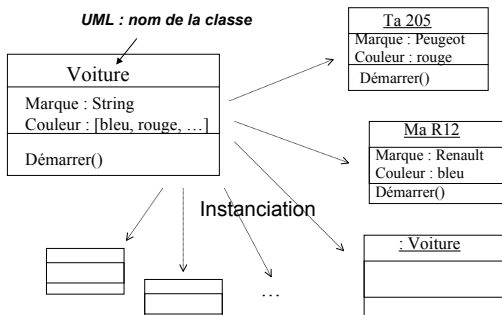 UML : nom de la classe
Voiture
Marque : String
Couleur : [bleu, rouge, …]
Démarrer()
Ta 205
Marque : Peugeot
Couleur : rouge
Démarrer()
Ma R12
Marque : Renault
Couleur : bleu
Démarrer()
Instanciation
: Voiture
…